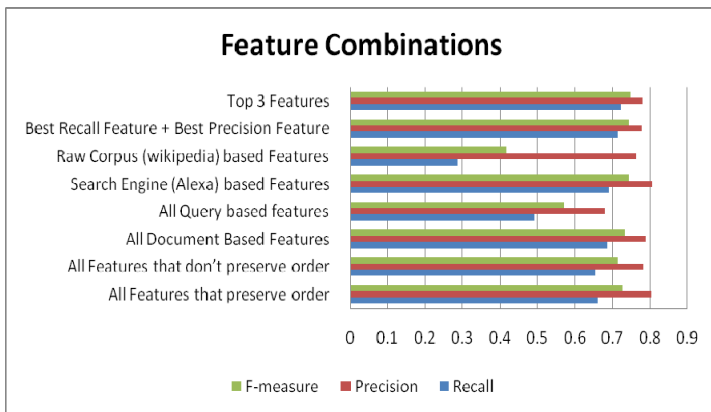 Feature Combinations
Top 3 Features
Best Recall Feature + Best Precision Feature
Raw Corpus (wikipedia) based Features
Search Engine (Alexa) based Features
All Query based features
All Document Based Features
All Features that don't preserve order
All Features that preserve order
0 0.1 0.2 0.3 0.4 0.5 0.6 0.7 0.8 0.9
F-measure Precision Recall